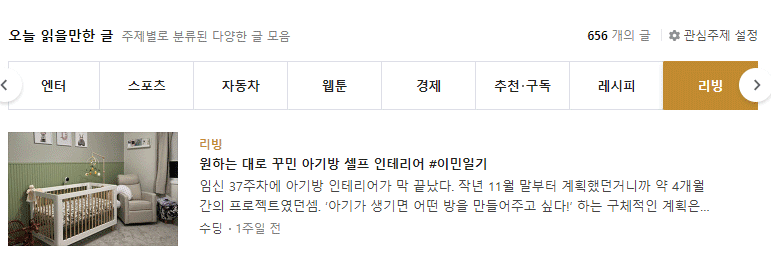 오늘 읽을만한 글 주제별로 분류된 다양한 글 모음
656 개의 글 관심주제 설정
엔터 스포츠 자동차 웹툰 경제 추천·구독 레시피 리빙
리빙
원하는 대로 꾸민 아기방 셀프 인테리어 #이민일기
임신 37주차에 아기방 인테리어가 막 끝났다. 작년 11월 말부터 계획했던거니까 약 4개월
간의 프로젝트였던셈. ‘아기가 생기면 어떤 방을 만들어주고 싶다!’ 하는 구체적인 계획은...
수딩 · 1주일 전